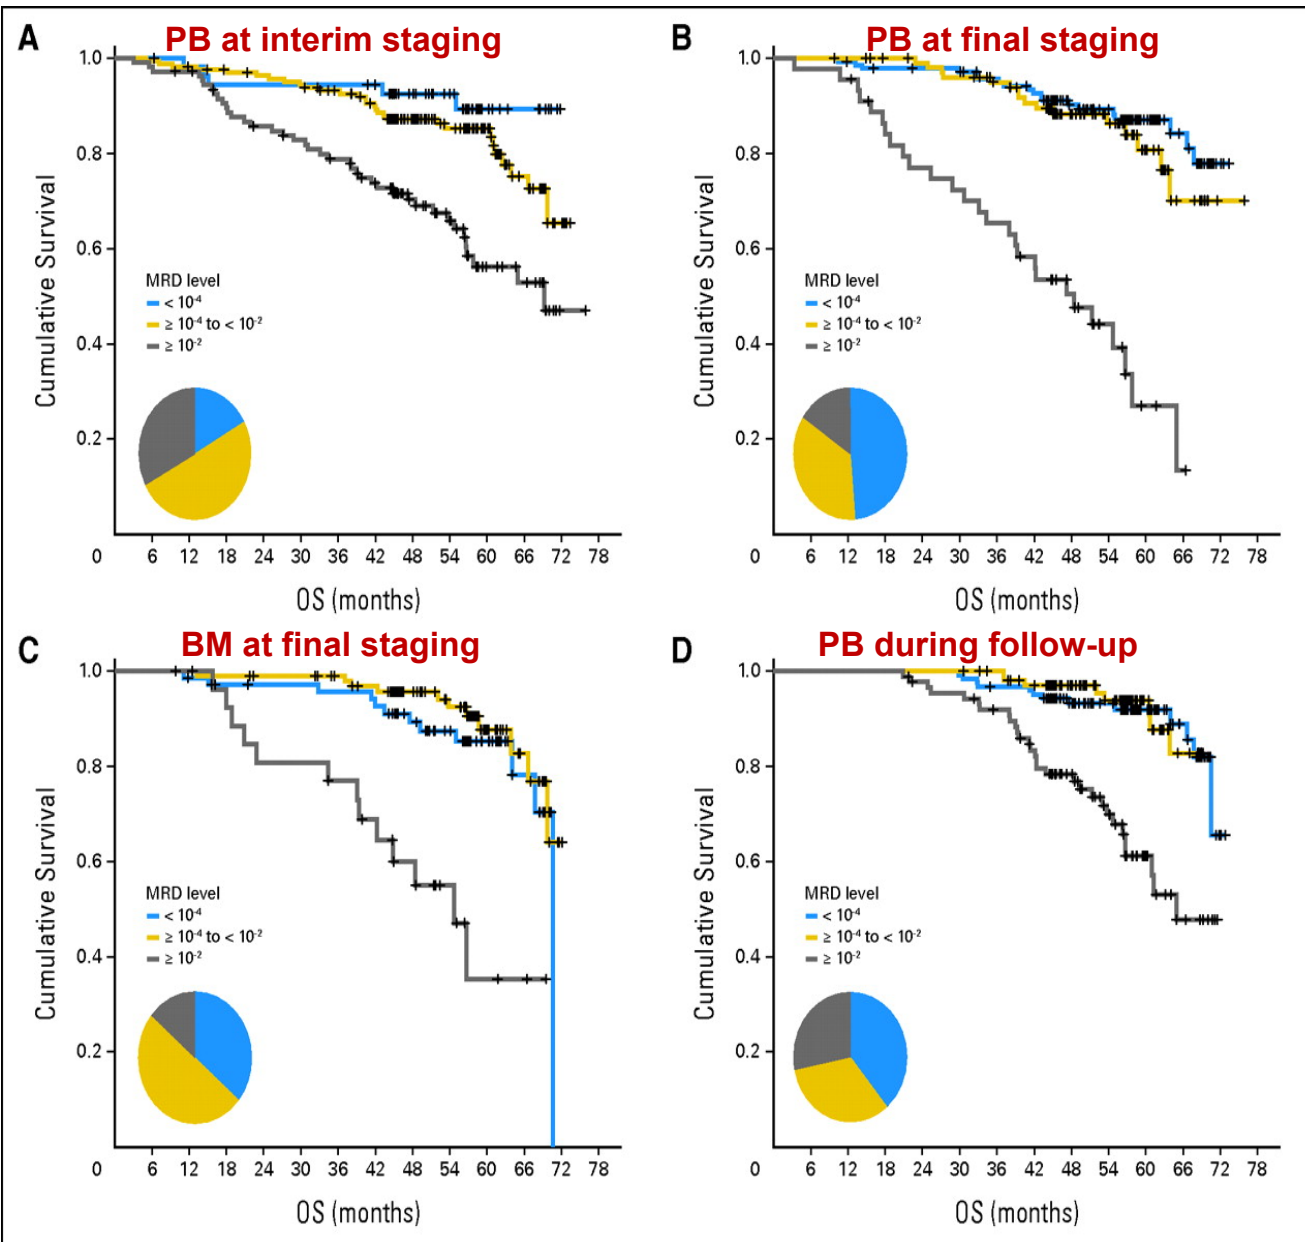 A PB at interim staging
1.0
0.8
0.6
0.4
0.2
Cumulative Survival
MRD level
< 10⁻⁴
≥ 10⁻⁴ to < 10⁻²
≥ 10⁻²
0 6 12 18 24 30 36 42 48 54 60 66 72 78
OS (months)
B PB at final staging
1.0
0.8
0.6
0.4
0.2
Cumulative Survival
MRD level
< 10⁻⁴
≥ 10⁻⁴ to < 10⁻²
≥ 10⁻²
0 6 12 18 24 30 36 42 48 54 60 66 72 78
OS (months)
C BM at final staging
1.0
0.8
0.6
0.4
0.2
Cumulative Survival
MRD level
< 10⁻⁴
≥ 10⁻⁴ to < 10⁻²
≥ 10⁻²
0 6 12 18 24 30 36 42 48 54 60 66 72 78
OS (months)
D PB during follow-up
1.0
0.8
0.6
0.4
0.2
Cumulative Survival
MRD level
< 10⁻⁴
≥ 10⁻⁴ to < 10⁻²
≥ 10⁻²
0 6 12 18 24 30 36 42 48 54 60 66 72 78
OS (months)